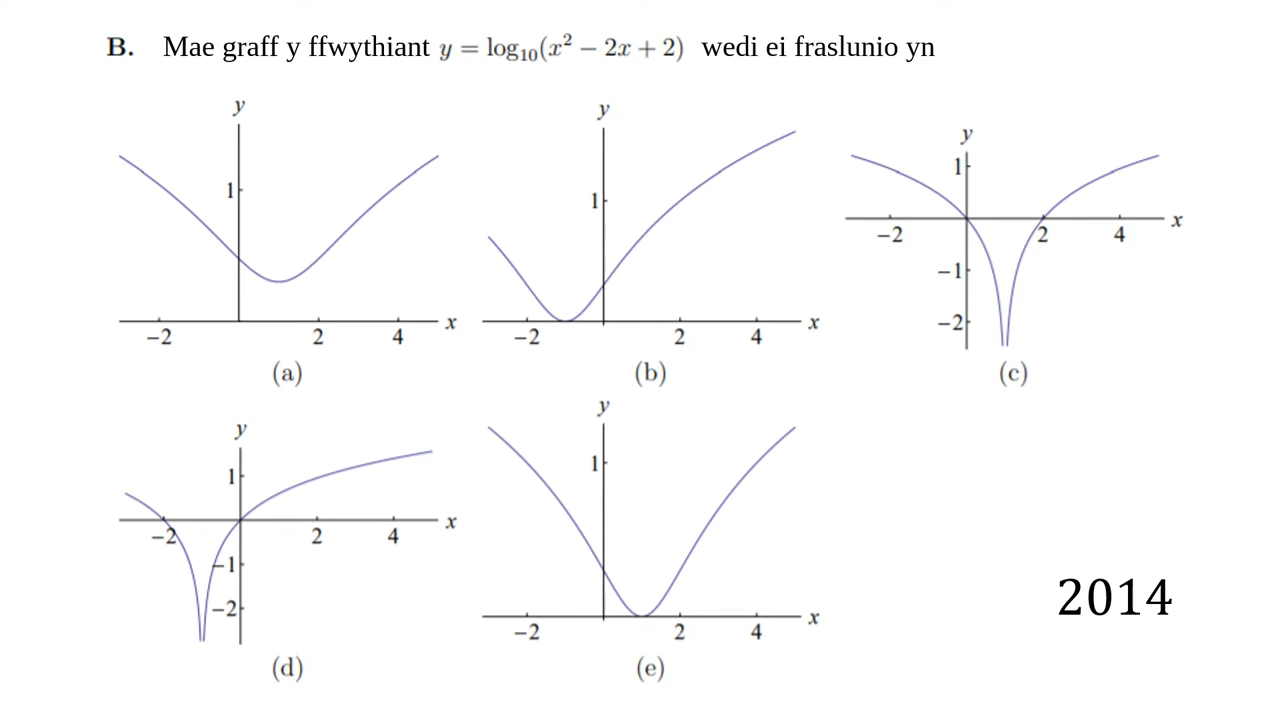 B. Mae graff y ffwythiant y = log₁₀(x² − 2x + 2) wedi ei fraslunio yn
y
1
−2 2 4 x
(a)
y
1
−2 2 4 x
(b)
y
1
−2 2 4 x
−1
−2
(c)
y
1
−2 2 4 x
−1
−2
(d)
y
1
−2 2 4 x
(e)
2014